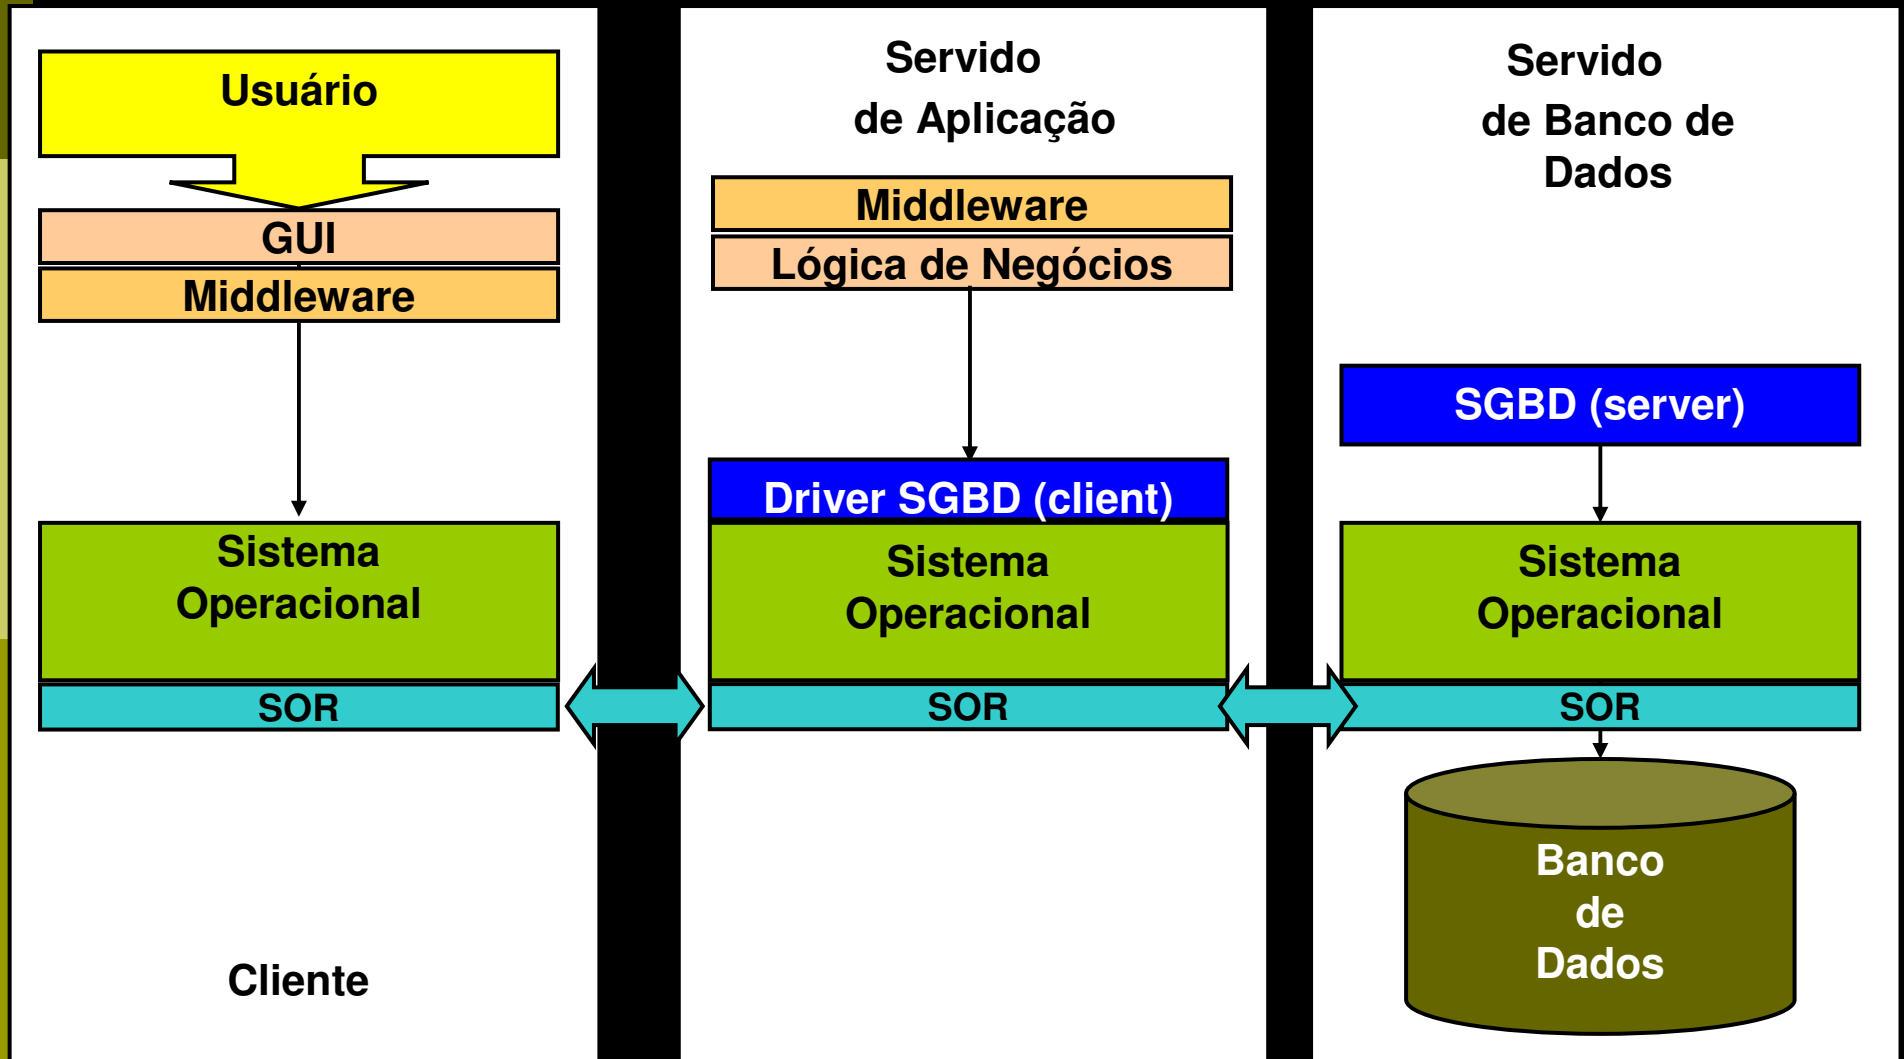 Usuário
GUI
Middleware
Sistema
Operacional
SOR
Cliente
Servido
de Aplicação
Middleware
Lógica de Negócios
Driver SGBD (client)
Sistema
Operacional
SOR
Servido
de Banco de
Dados
SGBD (server)
Sistema
Operacional
SOR
Banco
de
Dados